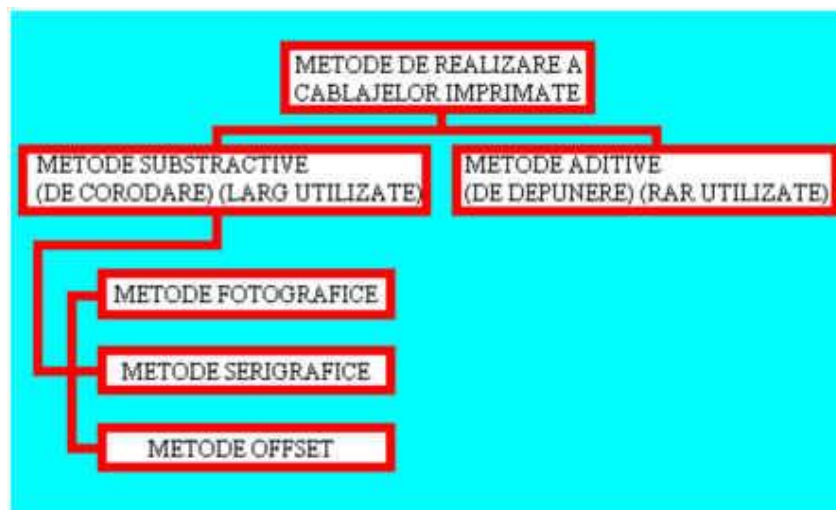 METODE DE REALIZARE A
CABLAJELOR IMPRIMATE
METODE SUBSTRACTIVE
(DE CORODARE) (LARG UTILIZATE)
METODE ADITIVE
(DE DEPUNERE) (RAR UTILIZATE)
METODE FOTOGRAFICE
METODE SERIGRAFICE
METODE OFFSET